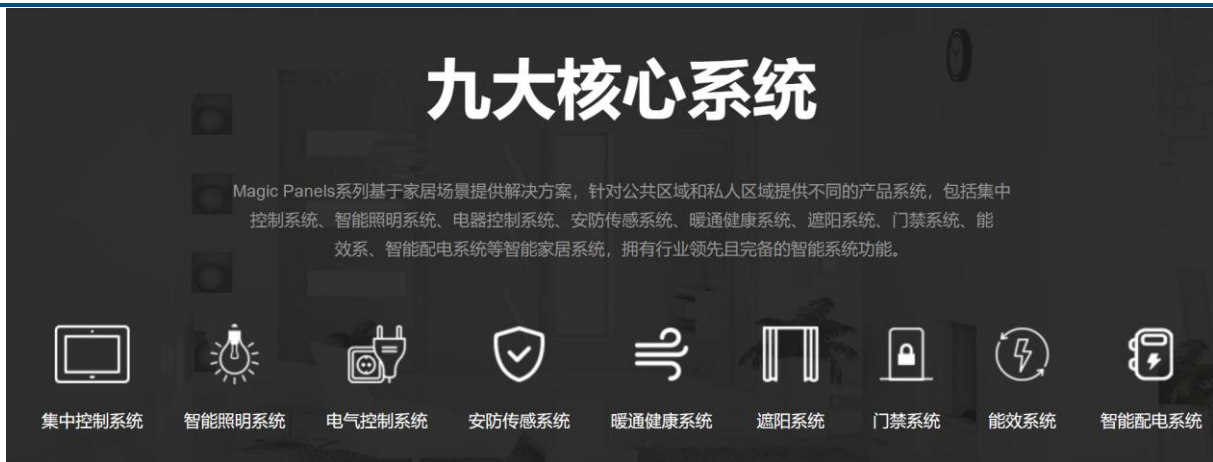 九大核心系统
Magic Panels系列基于家居场景提供解决方案，针对公共区域和私人区域提供不同的产品系统，包括集中
控制系统、智能照明系统、电器控制系统、安防传感系统、暖通健康系统、遮阳系统、门禁系统、能
效系、智能配电系统等智能家居系统，拥有行业领先且完备的智能系统功能。
集中控制系统 智能照明系统 电气控制系统 安防传感系统 暖通健康系统 遮阳系统 门禁系统 能效系统 智能配电系统